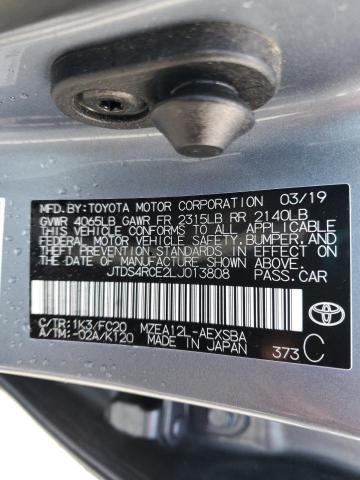 MFD.BY:TOYOTA MOTOR CORPORATION 03/19
GVWR 4065LB GAWR FR 2315LB RR 2140LB
THIS VEHICLE CONFORMS TO ALL APPLICABLE
FEDERAL MOTOR VEHICLE SAFETY, BUMPER, AND
THEFT PREVENTION STANDARDS IN EFFECT ON
THE DATE OF MANUFACTURE SHOWN ABOVE.
JTDS4RCE2LJ013808 PASS.CAR
C/TR:1K3/FC20 MZEA12L-AEXSBA
A/TM:-02A/K120 MADE IN JAPAN 373 C
TOYOTA